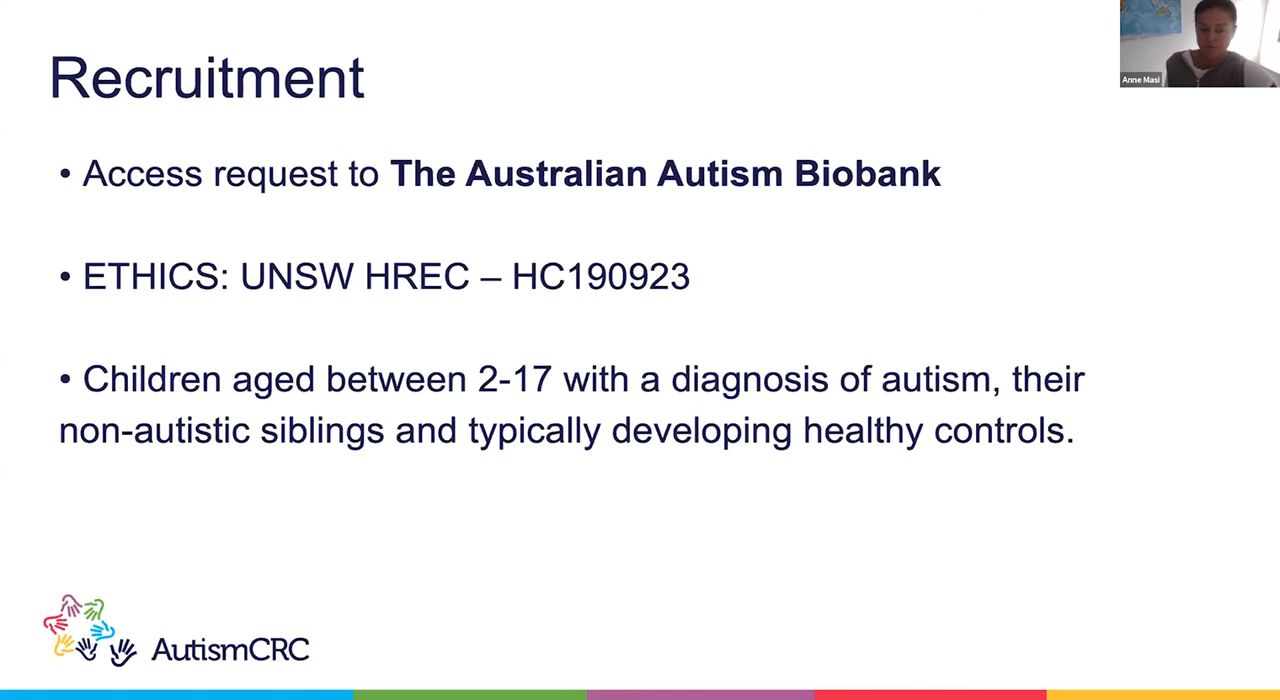 Recruitment
Anne Masi
• Access request to The Australian Autism Biobank
• ETHICS: UNSW HREC – HC190923
• Children aged between 2-17 with a diagnosis of autism, their
non-autistic siblings and typically developing healthy controls.
AutismCRC